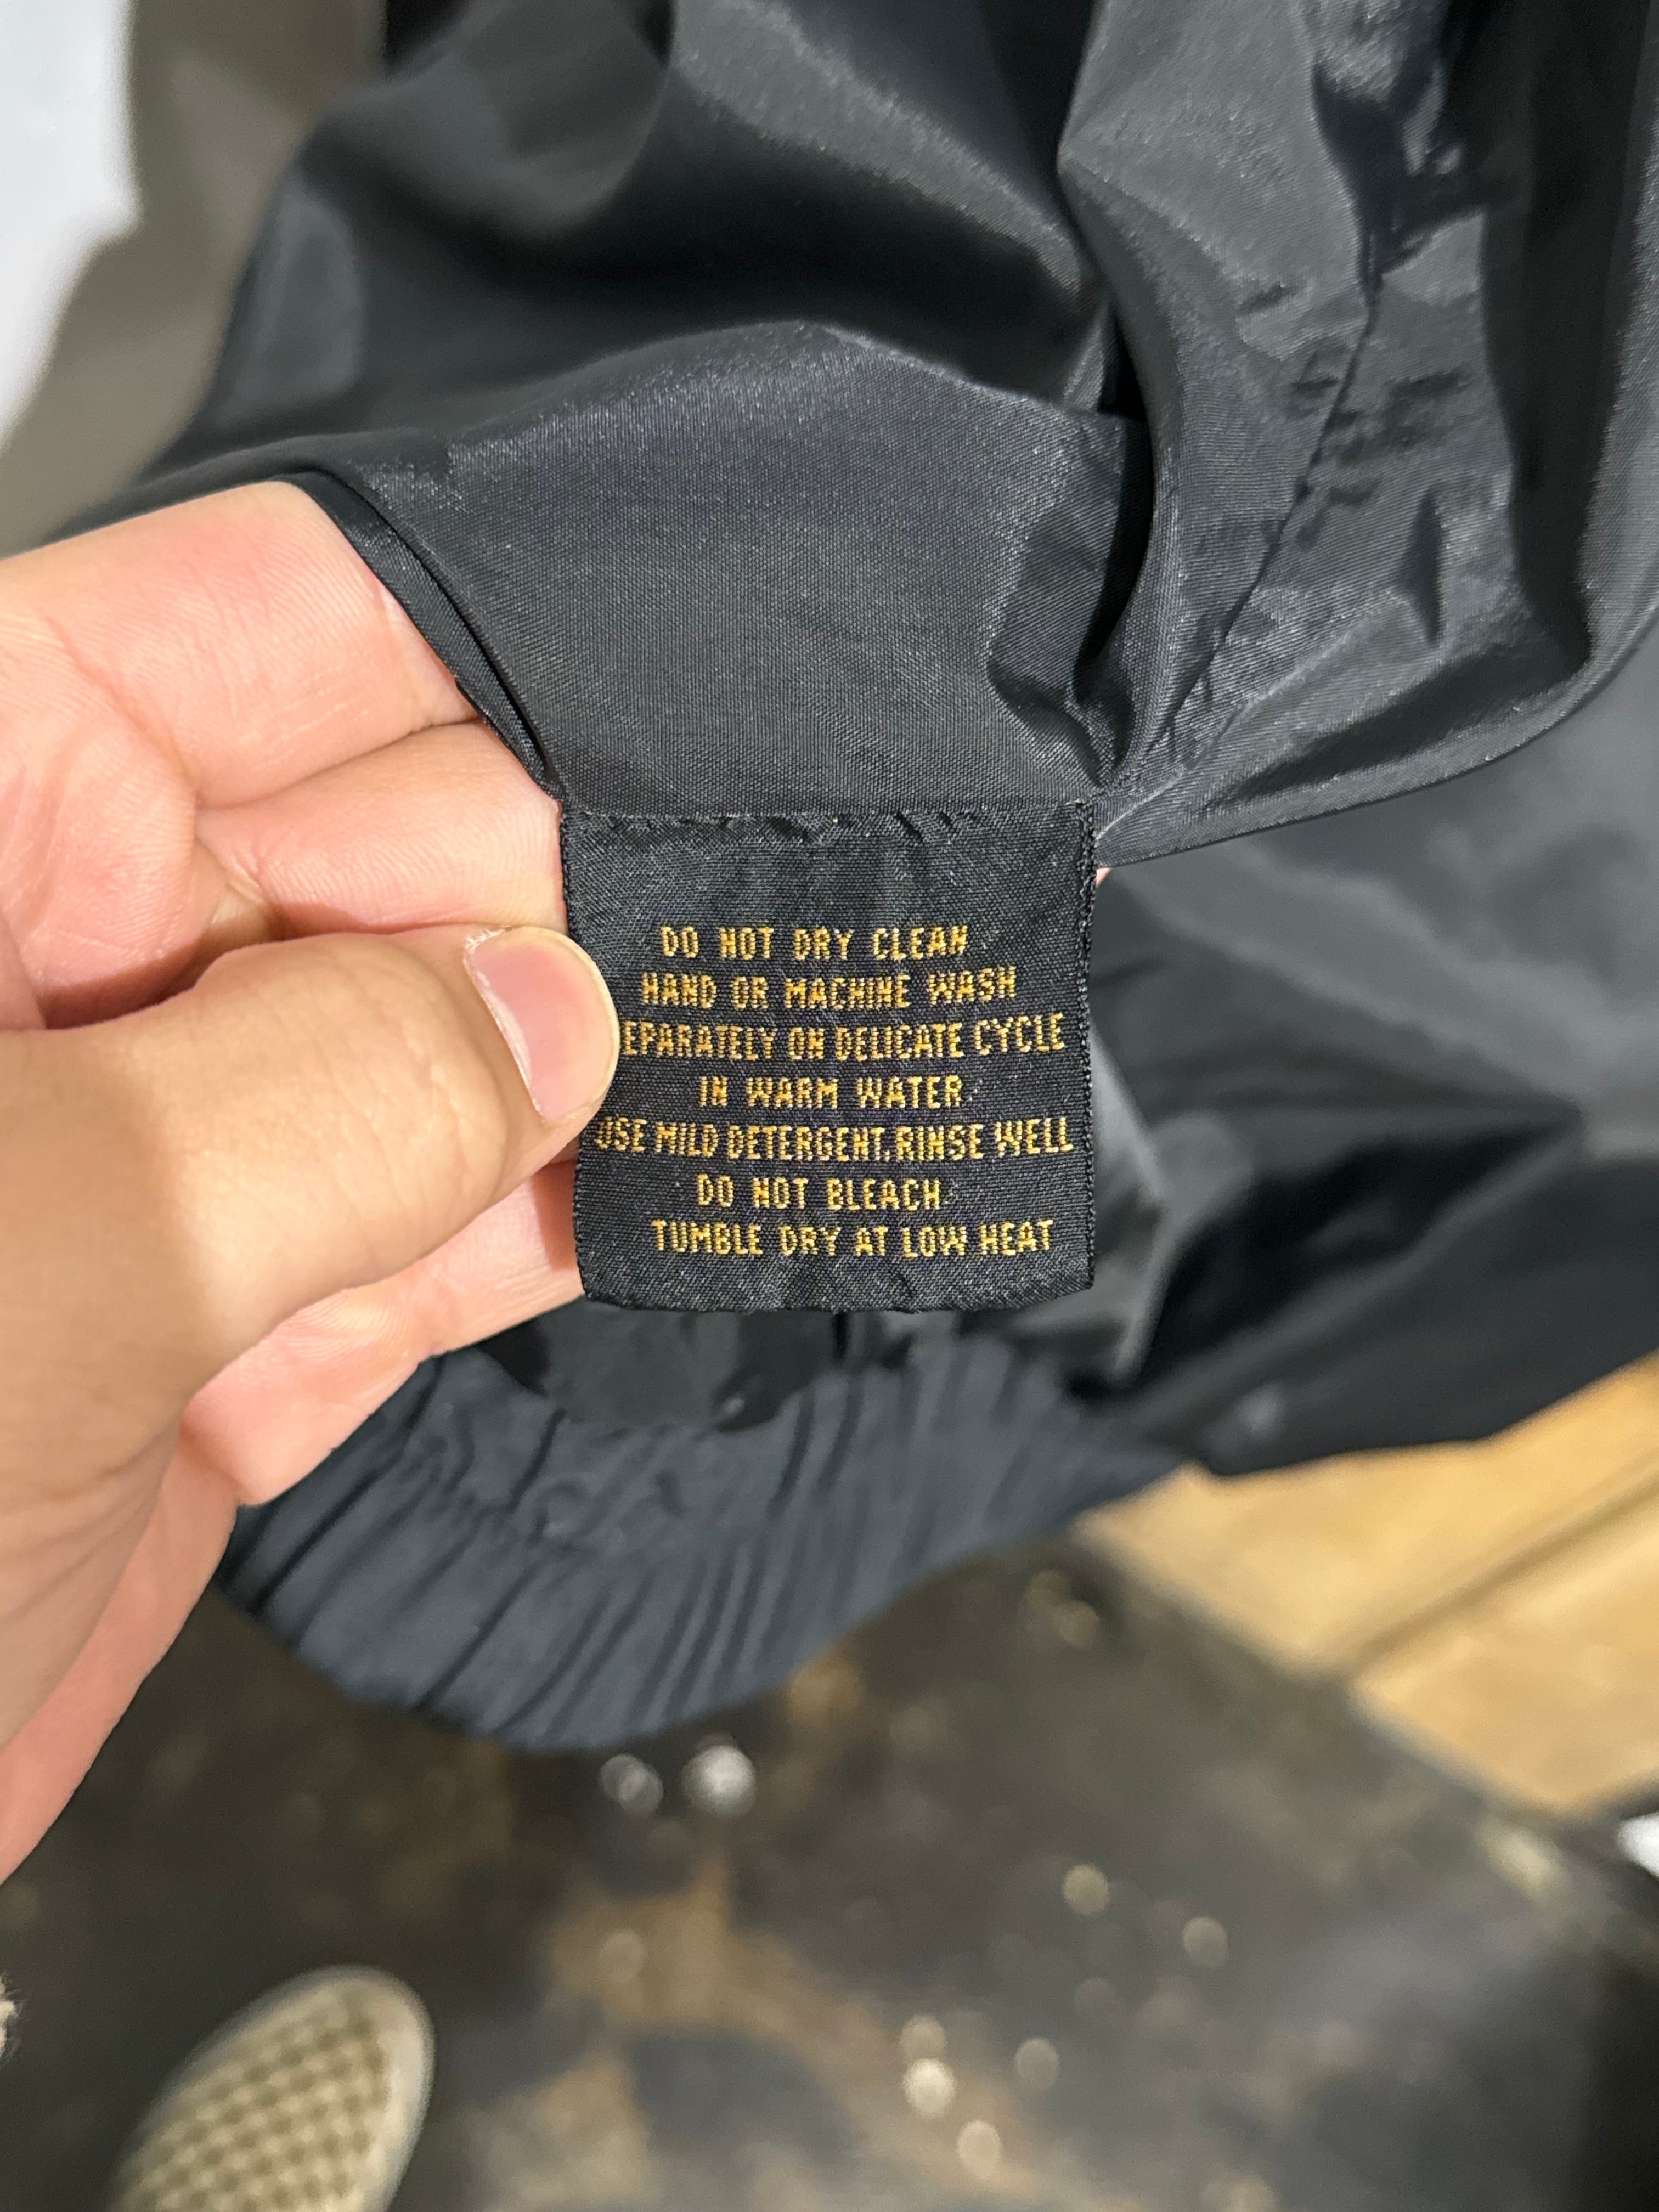 DO NOT DRY CLEAN
HAND OR MACHINE WASH
EPARATELY ON DELICATE CYCLE
IN WARM WATER
USE MILD DETERGENT.RINSE WELL
DO NOT BLEACH
TUMBLE DRY AT LOW HEAT